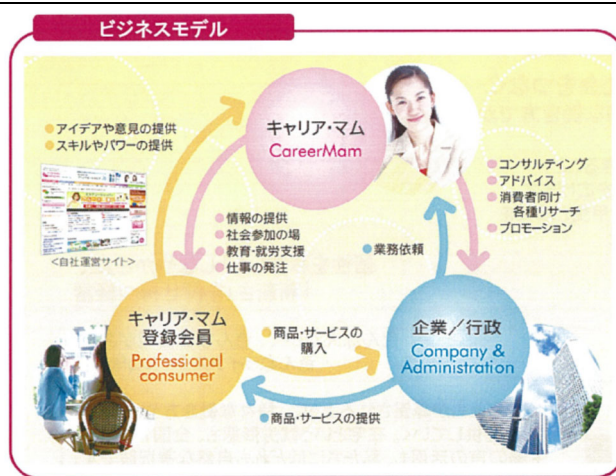 ビジネスモデル
キャリア・マム
CareerMam
●アイデアや意見の提供
●スキルやパワーの提供
<自社運営サイト>
●情報の提供
●社会参加の場
●教育・就労支援
●仕事の発注
●コンサルティング
●アドバイス
●消費者向け
各種リサーチ
●プロモーション
●業務依頼
キャリア・マム
登録会員
Professional
consumer
●商品・サービスの
購入
企業／行政
Company &
Administration
●商品・サービスの提供